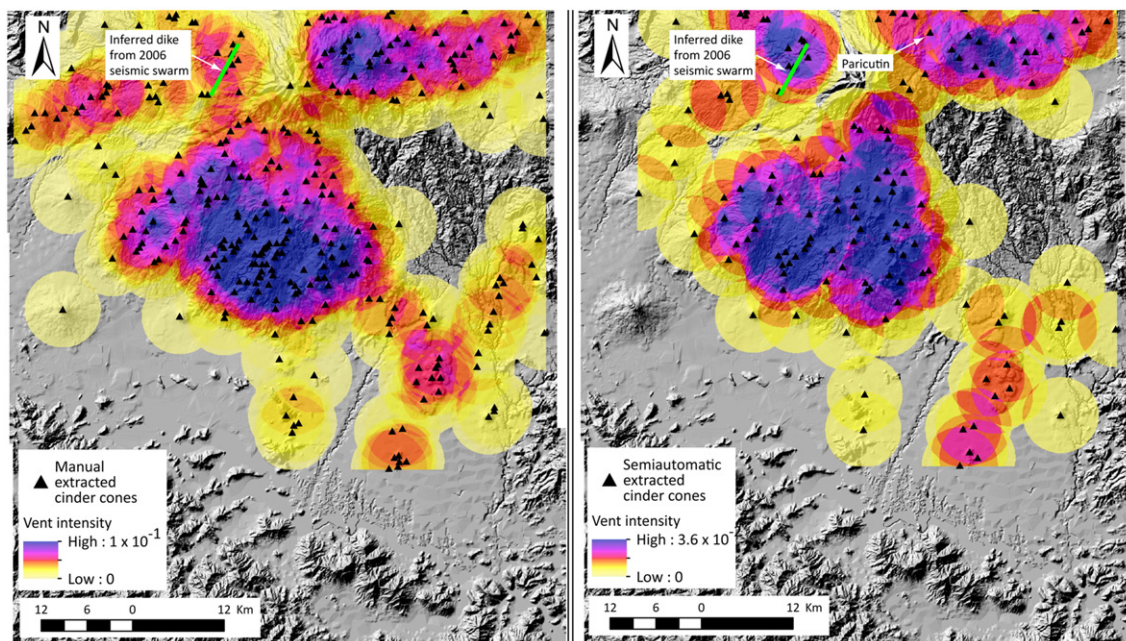 N
Inferred dike
from 2006
seismic swarm
Manual
extracted
cinder cones
Vent intensity
High : 1 x 10⁻¹
Low : 0
12 6 0 12 Km
N
Inferred dike
from 2006
seismic swarm
Paricutin
Semiautomatic
extracted
cinder cones
Vent intensity
High : 3.6 x 10⁻
Low : 0
12 6 0 12 Km